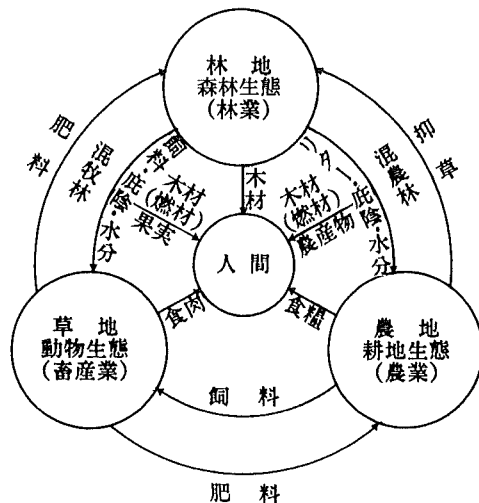 林地
森林生態
(林業)
肥料
混牧林
飼料・庇陰・水分
木材
(燃材)
果実
木材
木材
(燃材)
農産物
リター・庇陰・水分
混農林
抑草
人間
食肉
食糧
草地
動物生態
(畜産業)
農地
耕地生態
(農業)
飼料
肥料